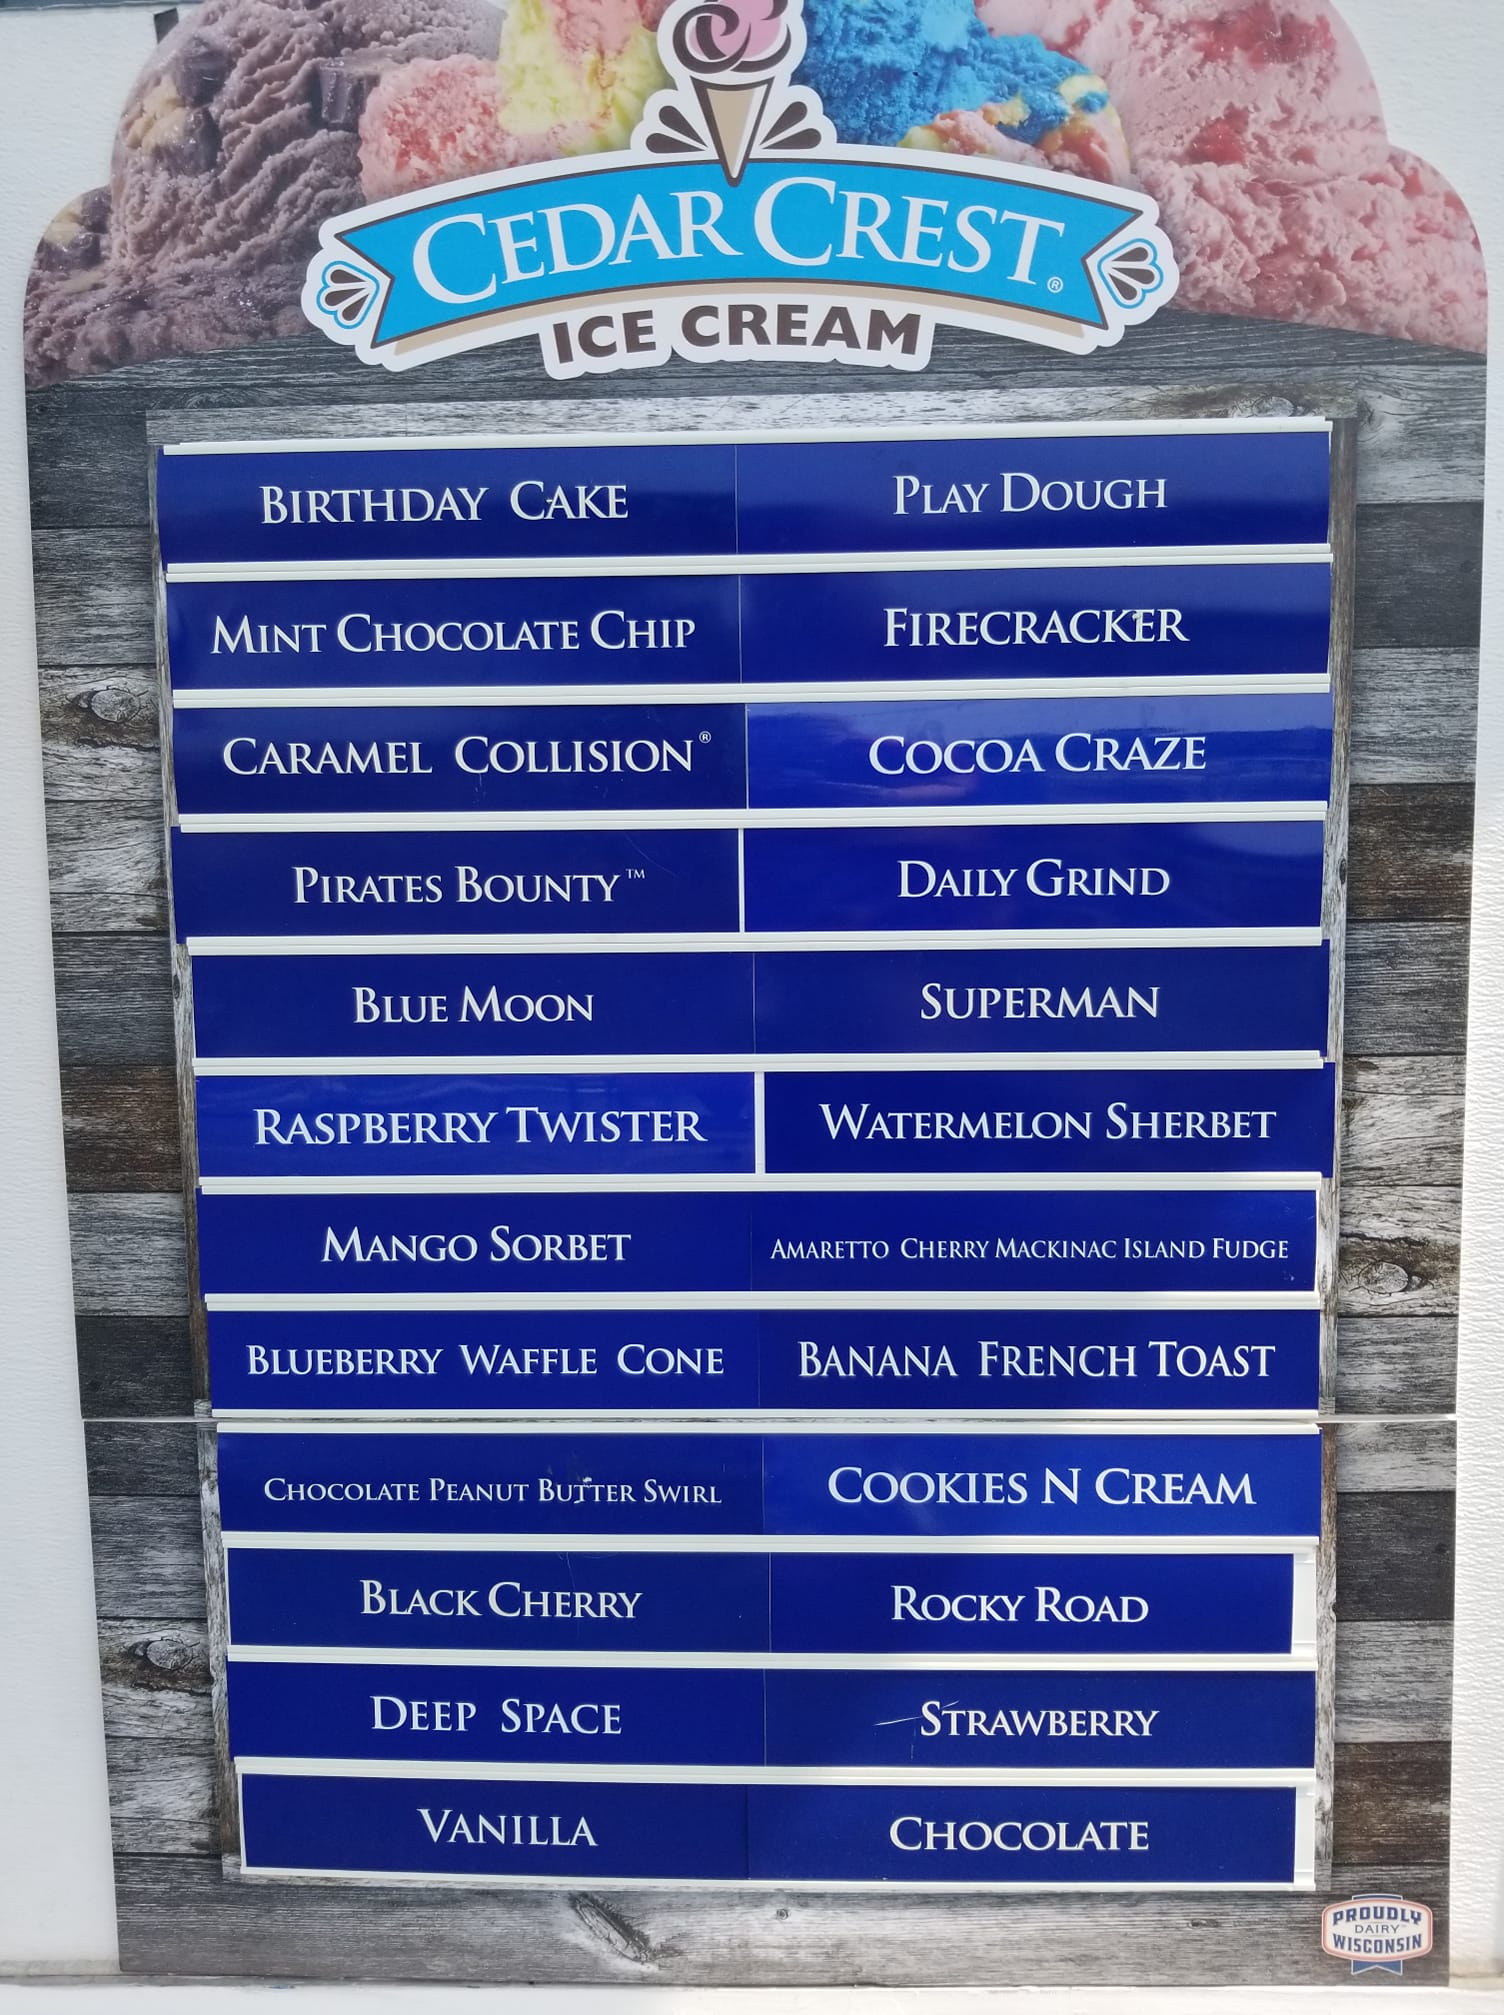 CEDAR CREST®
ICE CREAM
BIRTHDAY CAKE
PLAY DOUGH
MINT CHOCOLATE CHIP
FIRECRACKER
CARAMEL COLLISION®
COCOA CRAZE
PIRATES BOUNTY™
DAILY GRIND
BLUE MOON
SUPERMAN
RASPBERRY TWISTER
WATERMELON SHERBET
MANGO SORBET
AMARETTO CHERRY MACKINAC ISLAND FUDGE
BLUEBERRY WAFFLE CONE
BANANA FRENCH TOAST
CHOCOLATE PEANUT BUTTER SWIRL
COOKIES N CREAM
BLACK CHERRY
ROCKY ROAD
DEEP SPACE
STRAWBERRY
VANILLA
CHOCOLATE
PROUDLY
DAIRY
WISCONSIN